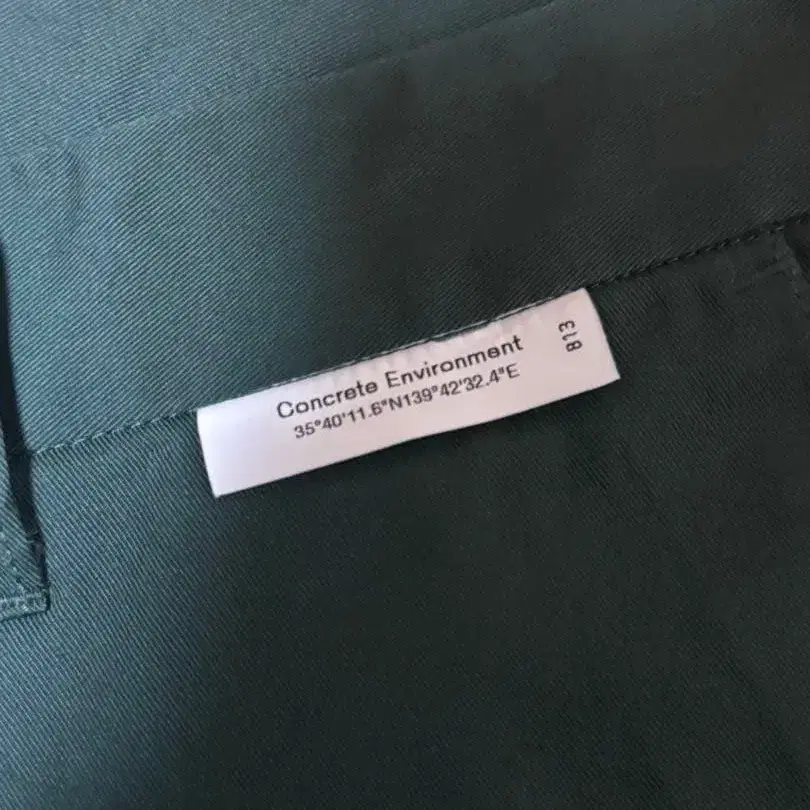 Concrete Environment
35°40'11.6"N139°42'32.4"E
813